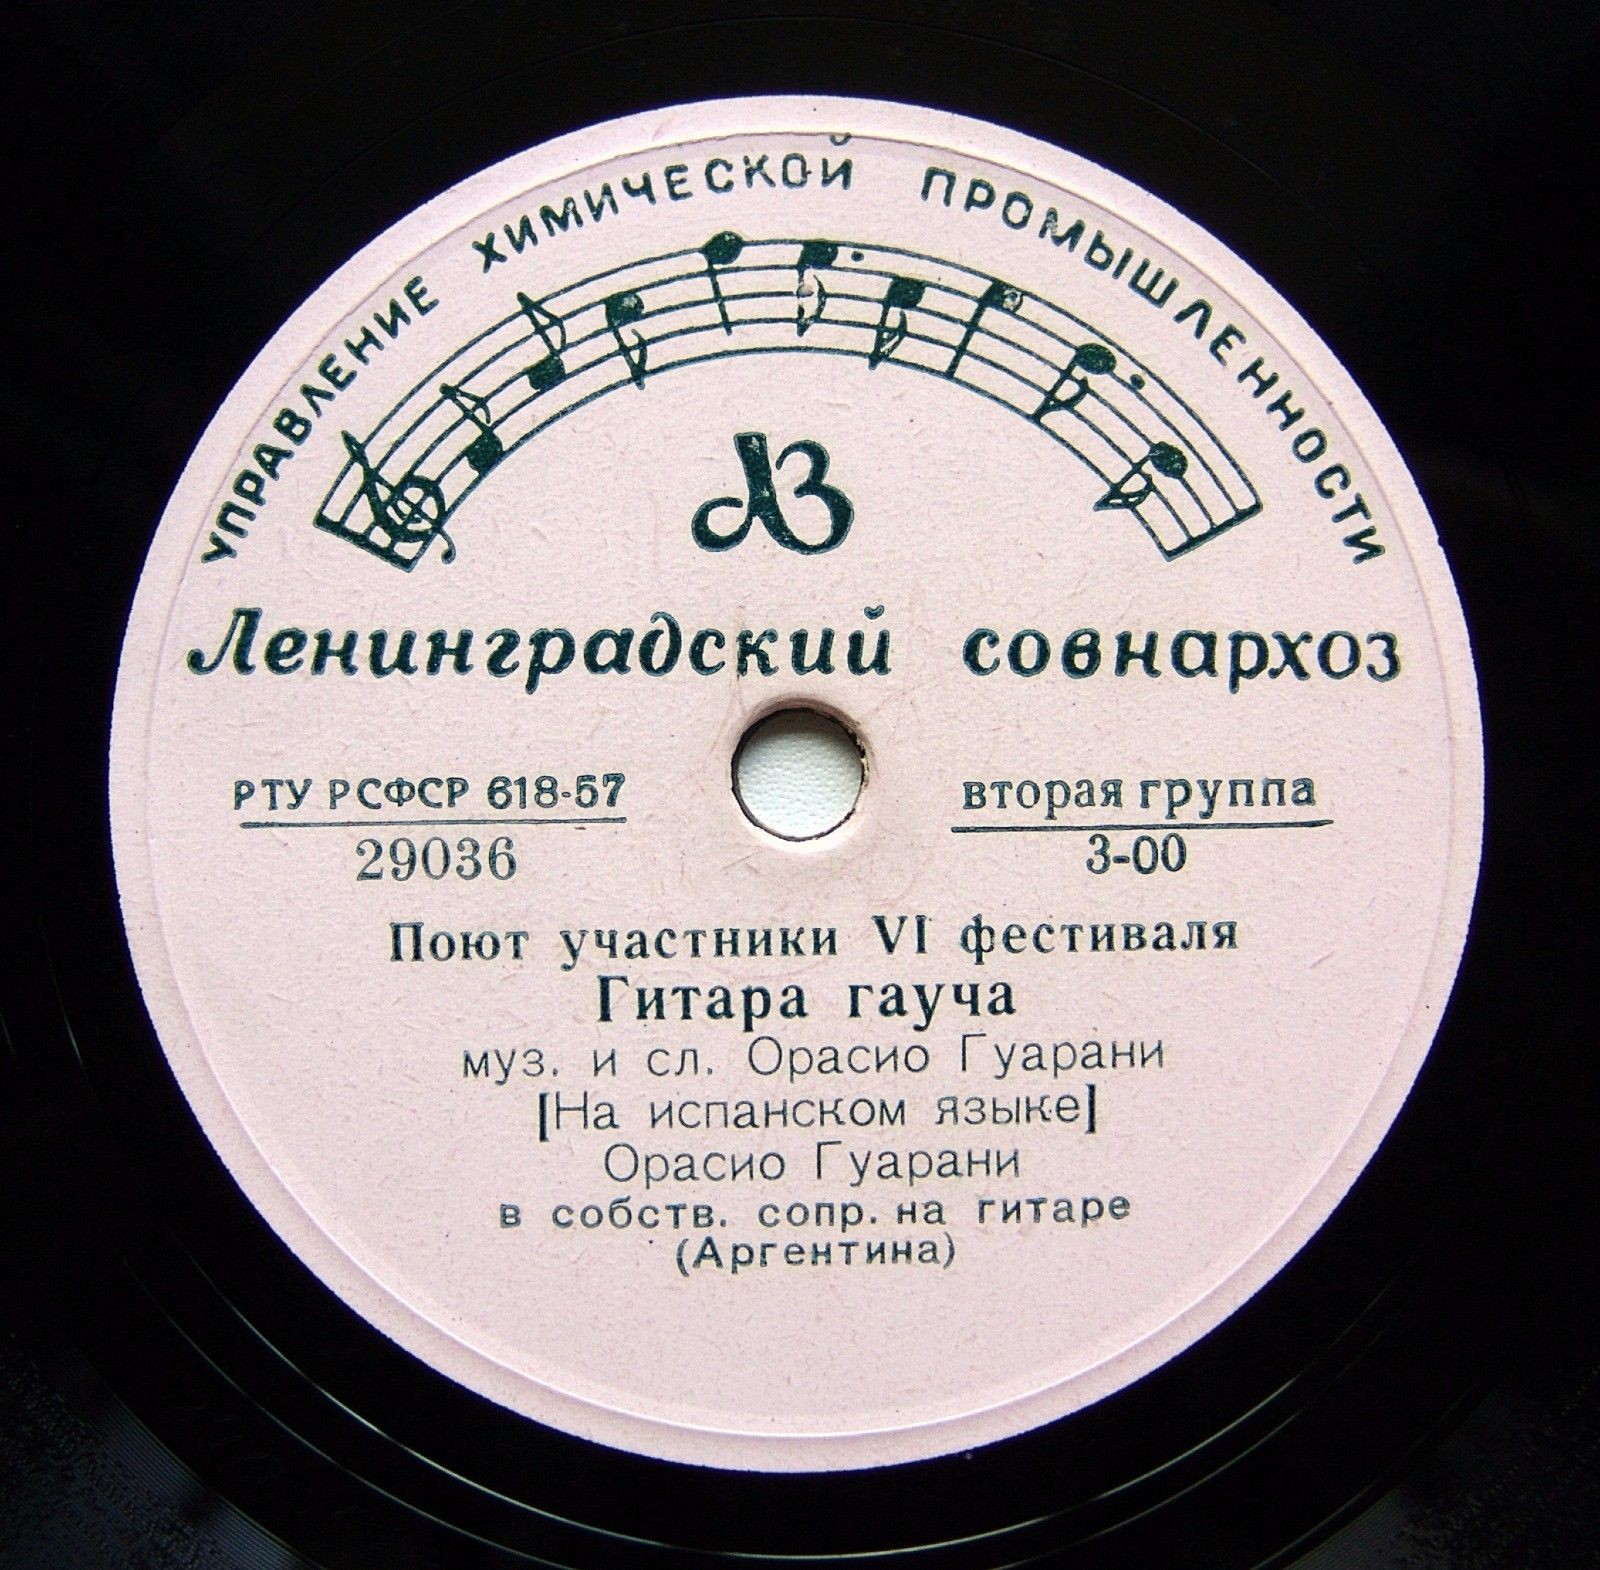 УПРАВЛЕНИЕ ХИМИЧЕСКОЙ ПРОМЫШЛЕННОСТИ
ЛЗ
Ленинградский совнархоз
РТУ РСФСР 618-57
29036
вторая группа
3-00
Поют участники VI фестиваля
Гитара гауча
муз. и сл. Орасио Гуарани
[На испанском языке]
Орасио Гуарани
в собств. сопр. на гитаре
(Аргентина)